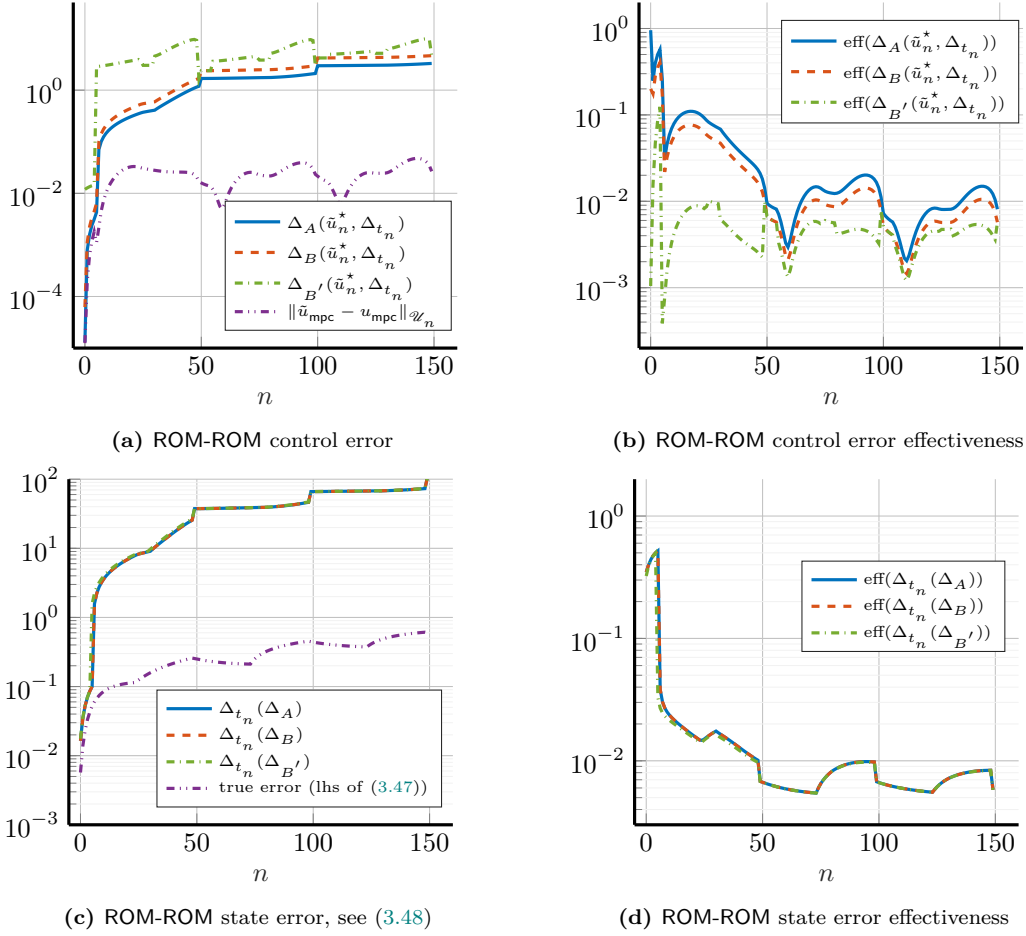 10^0
10^{-2}
10^{-4}
0 50 100 150
n
Δ_A(ũ_n^⋆, Δ_{t_n})
Δ_B(ũ_n^⋆, Δ_{t_n})
Δ_{B′}(ũ_n^⋆, Δ_{t_n})
‖ũ_mpc − u_mpc‖_{𝒰_n}
(a) ROM-ROM control error
10^0
10^{-1}
10^{-2}
10^{-3}
0 50 100 150
n
eff(Δ_A(ũ_n^⋆, Δ_{t_n}))
eff(Δ_B(ũ_n^⋆, Δ_{t_n}))
eff(Δ_{B′}(ũ_n^⋆, Δ_{t_n}))
(b) ROM-ROM control error effectiveness
10^2
10^1
10^0
10^{-1}
10^{-2}
10^{-3}
0 50 100 150
n
Δ_{t_n}(Δ_A)
Δ_{t_n}(Δ_B)
Δ_{t_n}(Δ_{B′})
true error (lhs of (3.47))
(c) ROM-ROM state error, see (3.48)
10^0
10^{-1}
10^{-2}
0 50 100 150
n
eff(Δ_{t_n}(Δ_A))
eff(Δ_{t_n}(Δ_B))
eff(Δ_{t_n}(Δ_{B′}))
(d) ROM-ROM state error effectiveness